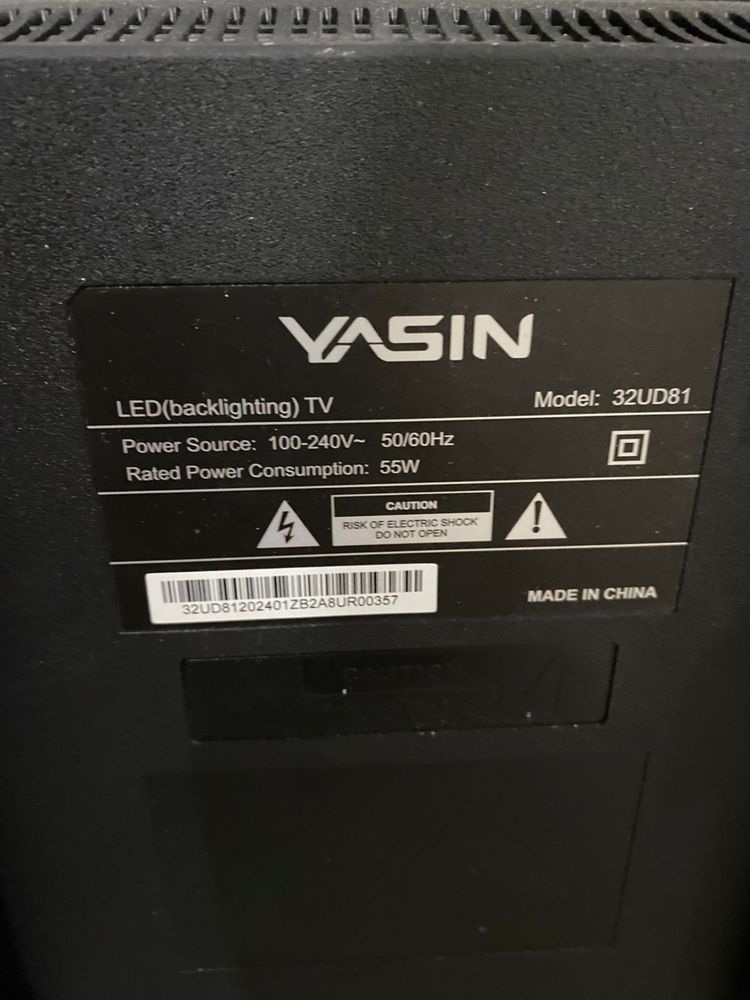 YASIN
LED(backlighting) TV
Model: 32UD81
Power Source: 100-240V~ 50/60Hz
Rated Power Consumption: 55W
CAUTION
RISK OF ELECTRIC SHOCK
DO NOT OPEN
32UD81202401ZB2A8UR00357
MADE IN CHINA
CAUTION